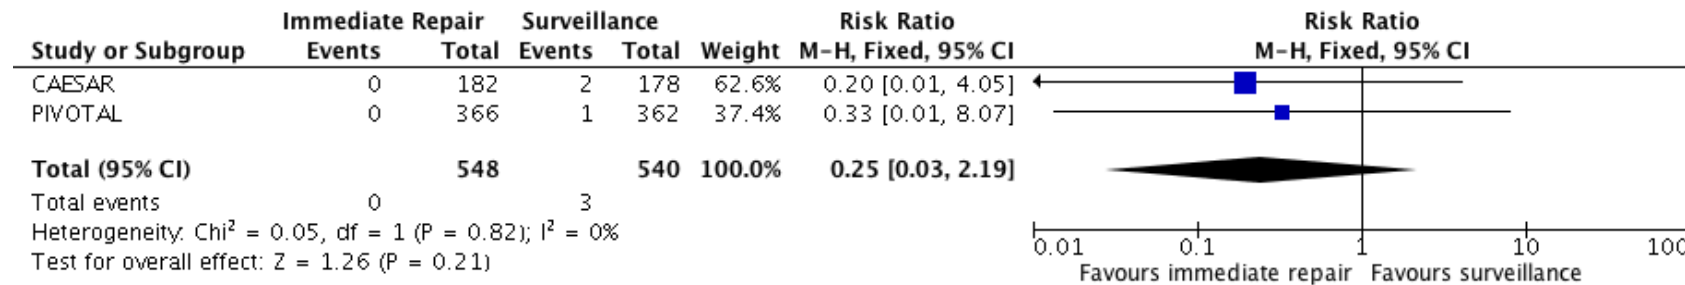 Immediate Repair Surveillance Risk Ratio Risk Ratio
Study or Subgroup Events Total Events Total Weight M-H, Fixed, 95% CI M-H, Fixed, 95% CI
CAESAR 0 182 2 178 62.6% 0.20 [0.01, 4.05]
PIVOTAL 0 366 1 362 37.4% 0.33 [0.01, 8.07]
Total (95% CI) 548 540 100.0% 0.25 [0.03, 2.19]
Total events 0 3
Heterogeneity: Chi² = 0.05, df = 1 (P = 0.82); I² = 0%
Test for overall effect: Z = 1.26 (P = 0.21)
0.01 0.1 1 10 100
Favours immediate repair Favours surveillance